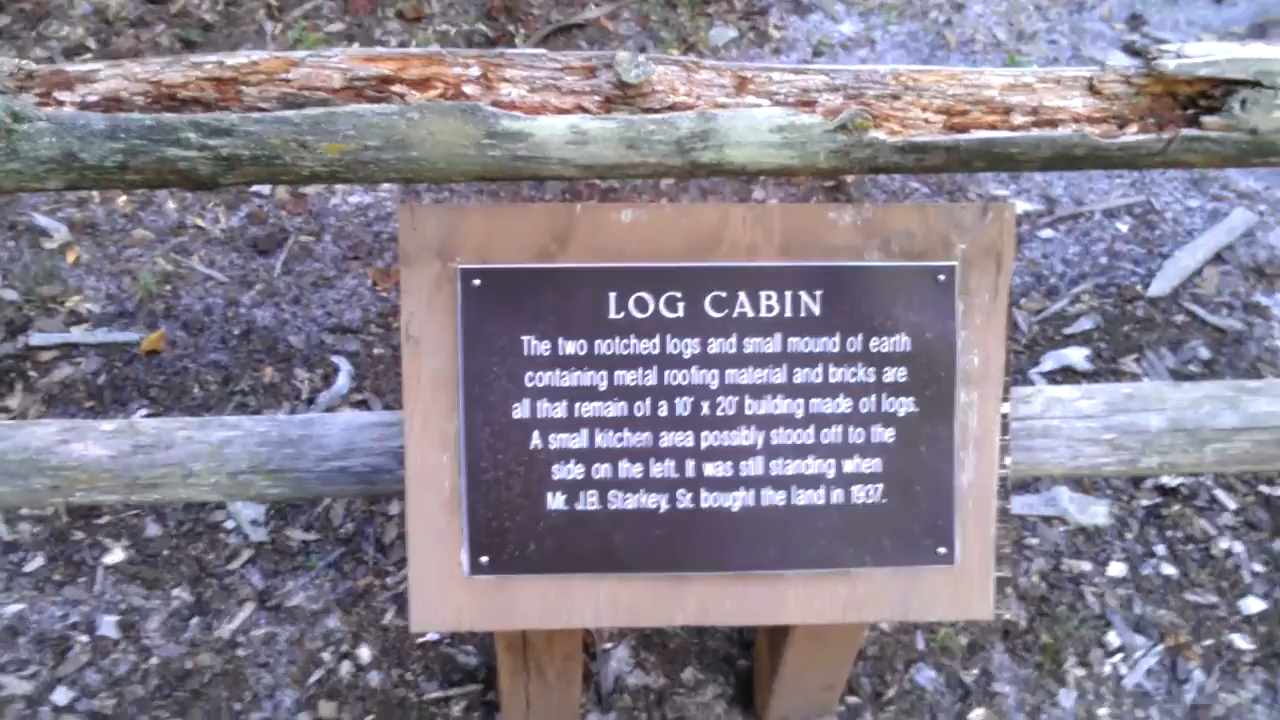 LOG CABIN
The two notched logs and small mound of earth
containing metal roofing material and bricks are
all that remain of a 10' x 20' building made of logs.
A small kitchen area possibly stood off to the
side on the left. It was still standing when
Mr. J.B. Starkey, Sr. bought the land in 1937.